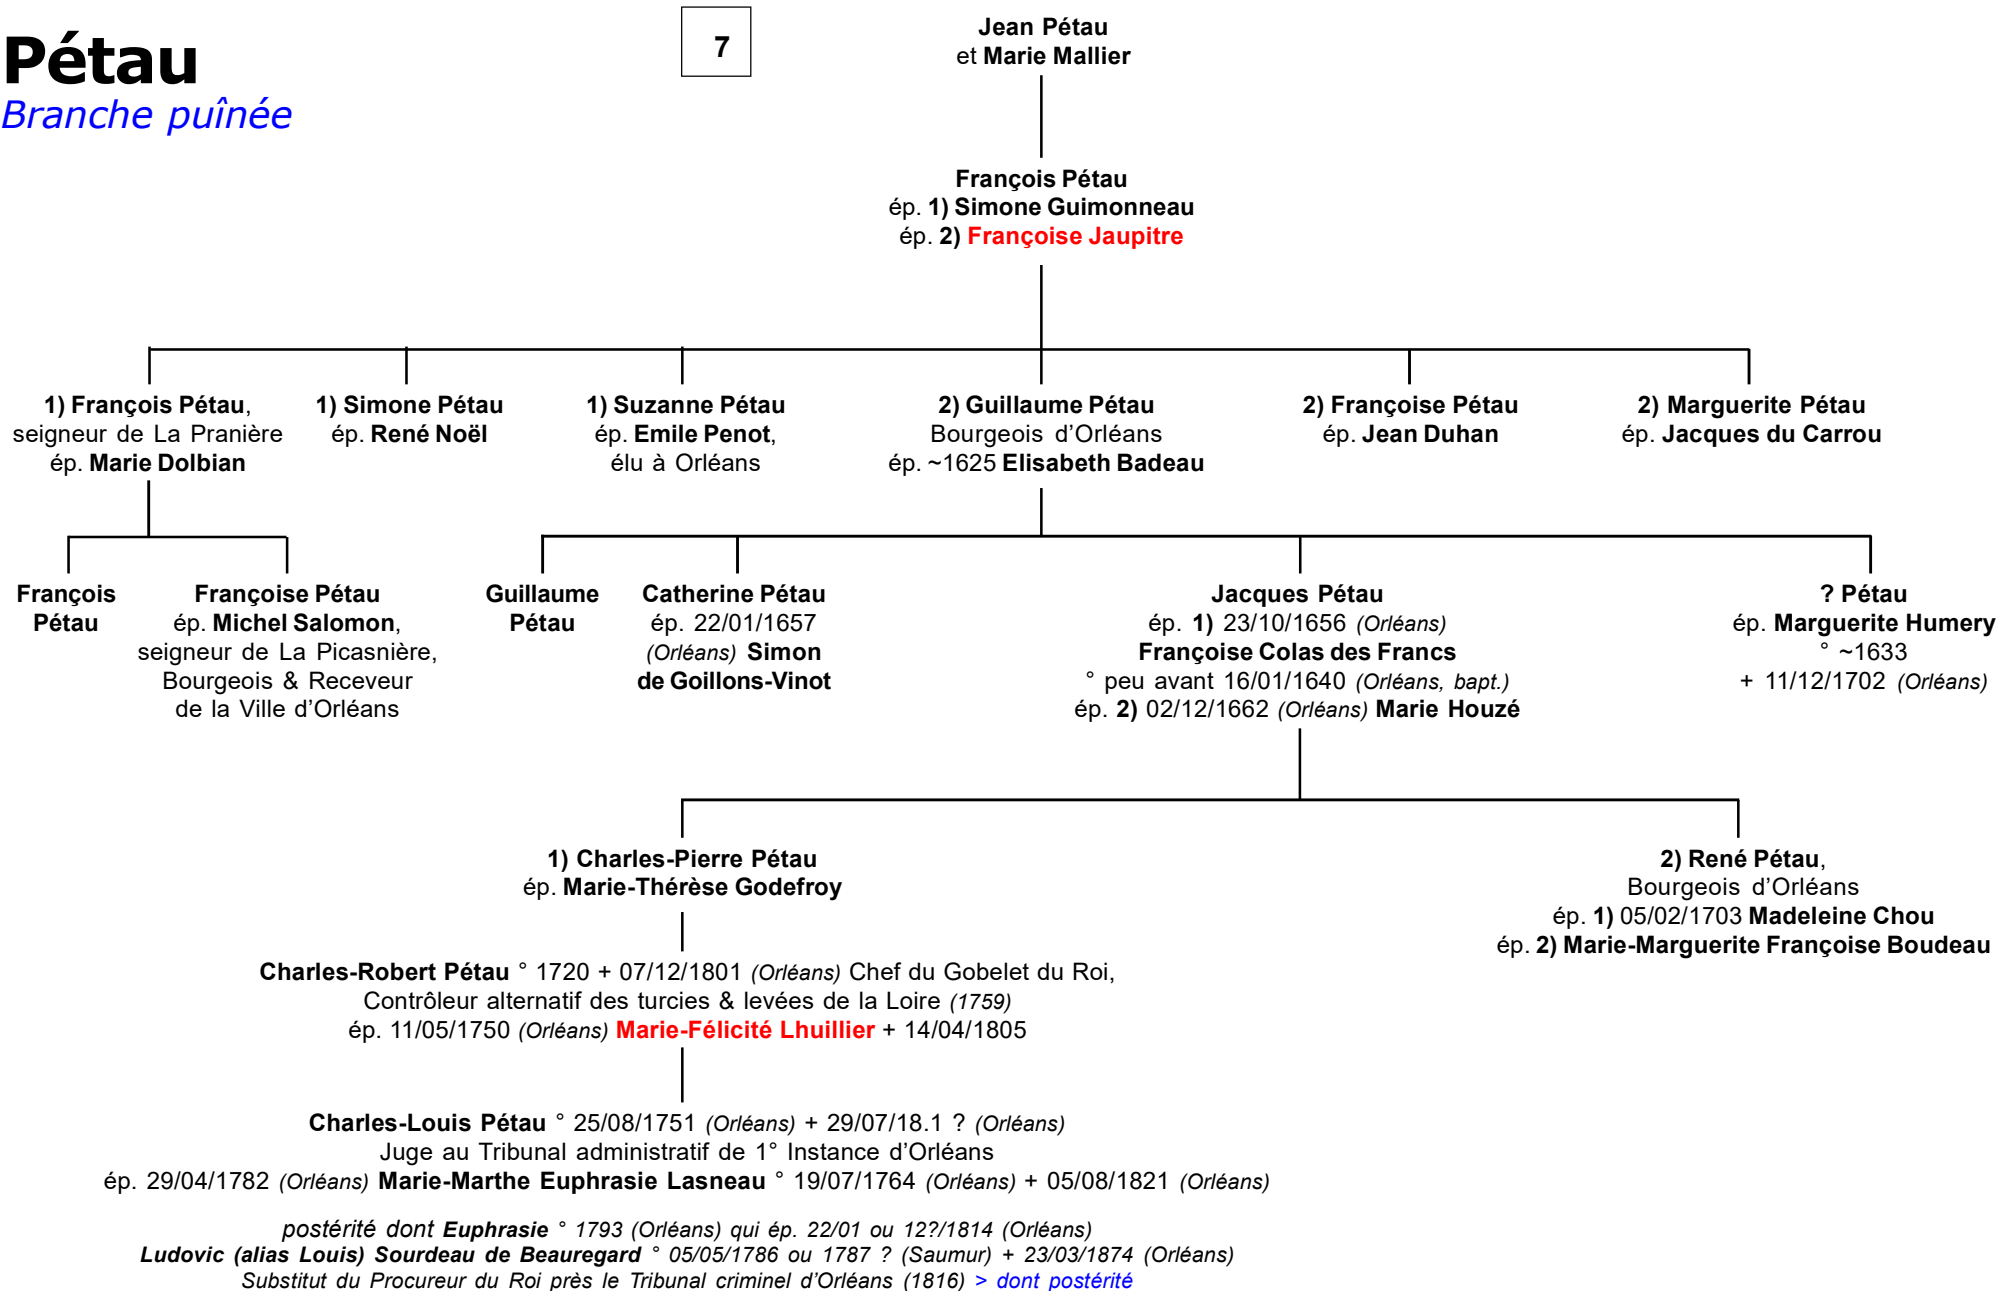 Pétau
Branche puînée
7
Jean Pétau
et Marie Mallier
François Pétau
ép. 1) Simone Guimonneau
ép. 2) Françoise Jaupitre
1) François Pétau,
seigneur de La Pranière
ép. Marie Dolbian
1) Simone Pétau
ép. René Noël
1) Suzanne Pétau
ép. Emile Penot,
élu à Orléans
2) Guillaume Pétau
Bourgeois d’Orléans
ép. ~1625 Elisabeth Badeau
2) Françoise Pétau
ép. Jean Duhan
2) Marguerite Pétau
ép. Jacques du Carrou
François
Pétau
Françoise Pétau
ép. Michel Salomon,
seigneur de La Picasnière,
Bourgeois & Receveur
de la Ville d’Orléans
Guillaume
Pétau
Catherine Pétau
ép. 22/01/1657
(Orléans) Simon
de Goillons-Vinot
Jacques Pétau
ép. 1) 23/10/1656 (Orléans)
Françoise Colas des Francs
° peu avant 16/01/1640 (Orléans, bapt.)
ép. 2) 02/12/1662 (Orléans) Marie Houzé
? Pétau
ép. Marguerite Humery
° ~1633
+ 11/12/1702 (Orléans)
1) Charles-Pierre Pétau
ép. Marie-Thérèse Godefroy
2) René Pétau,
Bourgeois d’Orléans
ép. 1) 05/02/1703 Madeleine Chou
ép. 2) Marie-Marguerite Françoise Boudeau
Charles-Robert Pétau ° 1720 + 07/12/1801 (Orléans) Chef du Gobelet du Roi,
Contrôleur alternatif des turcies & levées de la Loire (1759)
ép. 11/05/1750 (Orléans) Marie-Félicité Lhuillier + 14/04/1805
Charles-Louis Pétau ° 25/08/1751 (Orléans) + 29/07/18.1 ? (Orléans)
Juge au Tribunal administratif de 1° Instance d’Orléans
ép. 29/04/1782 (Orléans) Marie-Marthe Euphrasie Lasneau ° 19/07/1764 (Orléans) + 05/08/1821 (Orléans)
postérité dont Euphrasie ° 1793 (Orléans) qui ép. 22/01 ou 12?/1814 (Orléans)
Ludovic (alias Louis) Sourdeau de Beauregard ° 05/05/1786 ou 1787 ? (Saumur) + 23/03/1874 (Orléans)
Substitut du Procureur du Roi près le Tribunal criminel d’Orléans (1816) > dont postérité